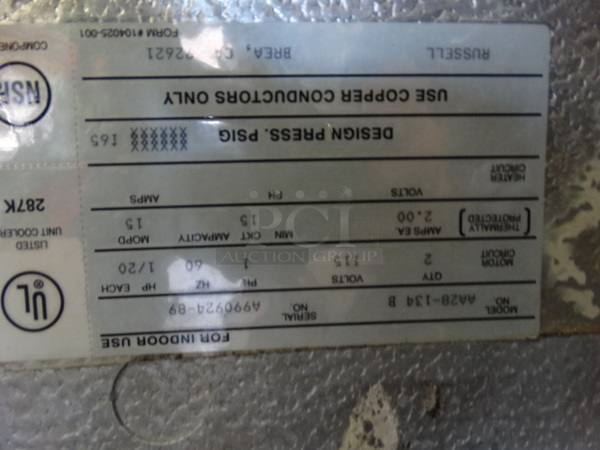 FOR INDOOR USE
MODEL NO. AA28-134 B SERIAL NO. A990924-89
MOTOR CIRCUIT QTY 2 VOLTS 115 PH 1 HZ 60 HP EACH 1/20
(THERMALLY PROTECTED) AMPS EA 2.00 MIN CKT AMPACITY 15 MOPD 15
HEATER CIRCUIT VOLTS PH AMPS
DESIGN PRESS. PSIG 165
USE COPPER CONDUCTORS ONLY
RUSSELL BREA, CA 92621
FORM #104025-001
UL
LISTED
UNIT COOLER
287K
NSF
COMPONENT
PCI
AUCTION GROUP